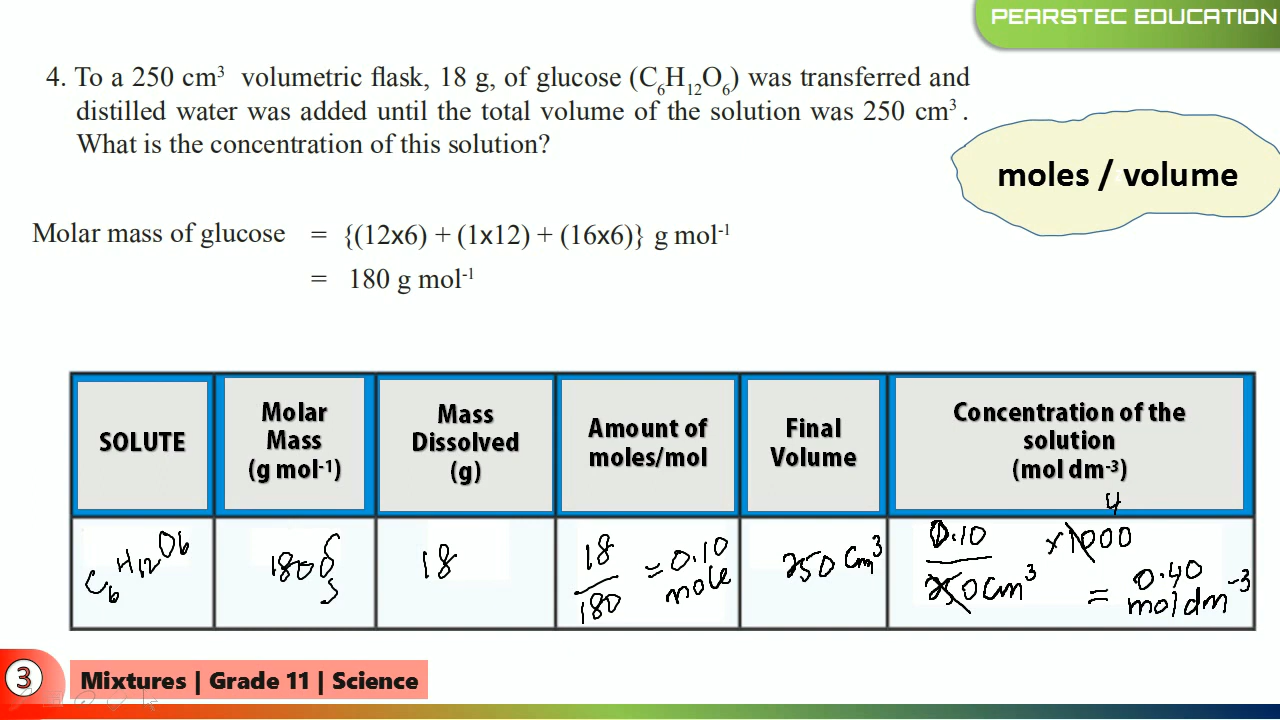 PEARSTEC EDUCATION
4. To a 250 cm³ volumetric flask, 18 g, of glucose (C₆H₁₂O₆) was transferred and
distilled water was added until the total volume of the solution was 250 cm³.
What is the concentration of this solution?
moles / volume
Molar mass of glucose = {(12x6) + (1x12) + (16x6)} g mol⁻¹
= 180 g mol⁻¹
SOLUTE
Molar
Mass
(g mol⁻¹)
Mass
Dissolved
(g)
Amount of
moles/mol
Final
Volume
Concentration of the
solution
(mol dm⁻³)
C₆H₁₂O₆
180g
18
18
180
= 0.10
mole
250 cm³
0.10
250cm³
x1000
4
= 0.40
mol dm⁻³
3
Mixtures | Grade 11 | Science